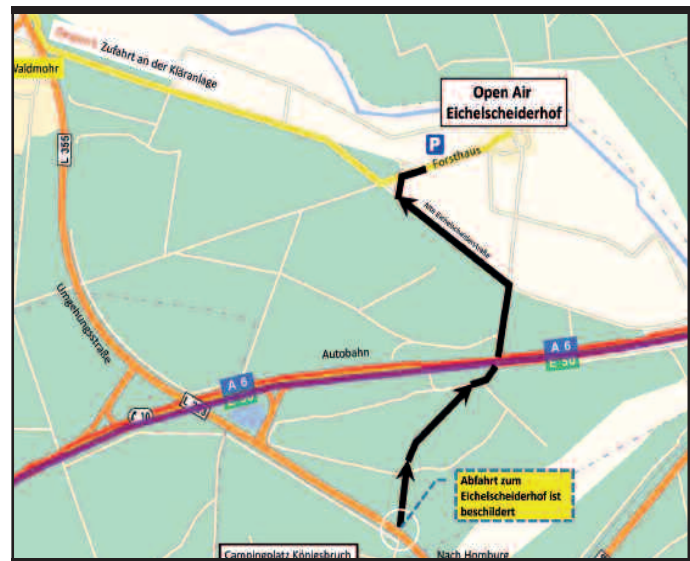 Zufahrt an der Kläranlage
Waldmohr
Open Air
Eichelscheiderhof
P
Forsthaus
L 355
Alte Eichelscheiderstraße
Umgehungsstraße
Autobahn
A 6
E 50
A 6
10
Abfahrt zum
Eichelscheiderhof ist
beschildert
Campingplatz Königsbruch
Nach Homburg